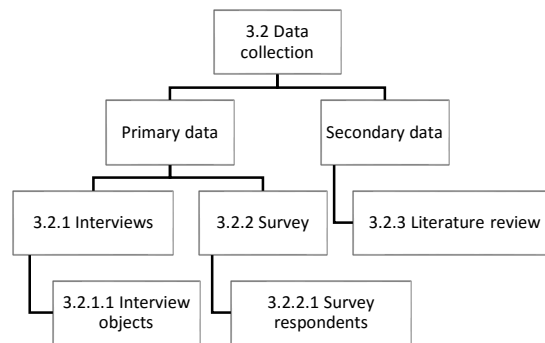 3.2 Data
collection
Primary data
Secondary data
3.2.1 Interviews
3.2.2 Survey
3.2.3 Literature review
3.2.1.1 Interview
objects
3.2.2.1 Survey
respondents